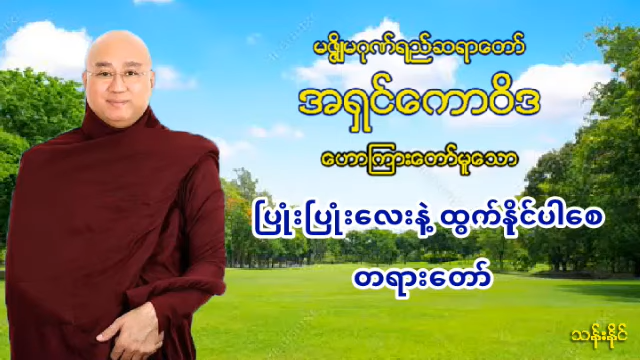 မဇ္ဈိမဂုဏ်ရည်ဆရာတော်
အရှင်ကောဝိဒ
ဟောကြားတော်မူသော
ပြုံးပြုံးလေးနဲ့ ထွက်နိုင်ပါစေ
တရားတော်
သန်းနိုင်